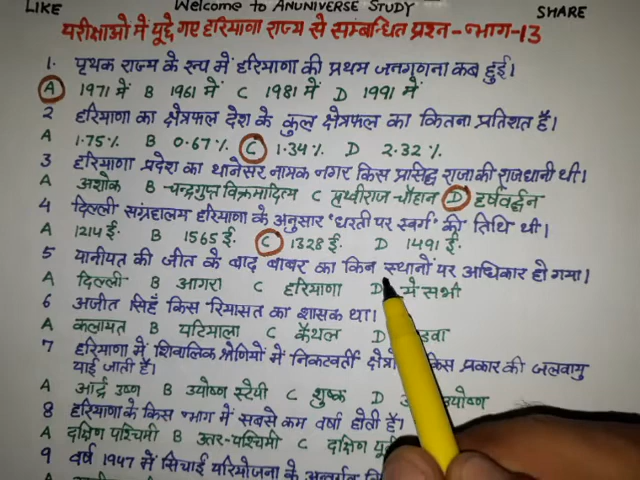 LIKE Welcome to ANUNIVERSE STUDY SHARE
परीक्षाओं में पूछे गए हरियाणा राज्य से सम्बन्धित प्रश्न-भाग-13
1. पृथक राज्य के रूप में हरियाणा की प्रथम जनगणना कब हुई।
A 1971 में B 1961 में C 1981 में D 1991 में
2 हरियाणा का क्षेत्रफल देश के कुल क्षेत्रफल का कितना प्रतिशत है।
A 1.75% B 0.67% C 1.34% D 2.32%
3 हरियाणा प्रदेश का थानेसर नामक नगर किस प्रसिद्ध राजा की राजधानी थी।
A अशोक B चन्द्रगुप्त विक्रमादित्य C पृथ्वीराज चौहान D हर्षवर्द्धन
4 दिल्ली संग्रहालय हरियाणा के अनुसार 'धरती पर स्वर्ग' की तिथि थी।
A 1214 ई. B 1565 ई. C 1328 ई. D 1491 ई.
5 पानीपत की जीत के बाद बाबर का किन स्थानों पर अधिकार हो गया।
A दिल्ली B आगरा C हरियाणा D ये सभी
6 अजीत सिहँ किस रियासत का शासक था।
A कलायत B पटियाला C कैथल D
7 हरियाणा में शिवालिक श्रेणियों में निकटवर्ती किस प्रकार की जलवायु
पाई जाती है।
A आर्द्र उष्ण B उपोष्ण स्टेपी C शुष्क D उपोष्ण
8 हरियाणा के किस भाग में सबसे कम वर्षा होती है।
A दक्षिण पश्चिमी B उत्तर-पश्चिमी C दक्षिण
9 वर्ष 1947 में सिचाई परियोजना के अन्तर्गत